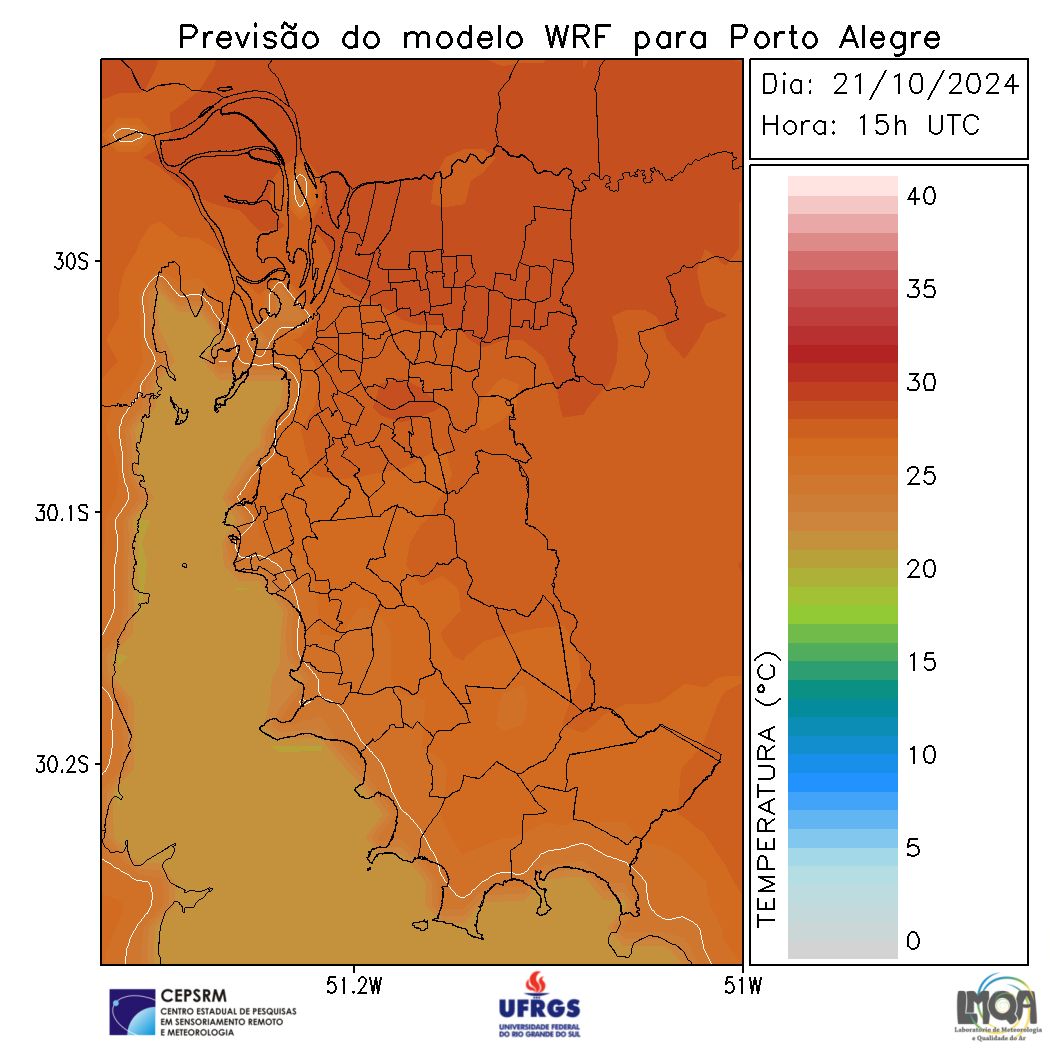 Previsão do modelo WRF para Porto Alegre
Dia: 21/10/2024
Hora: 15h UTC
40
35
30
25
20
15
10
5
0
TEMPERATURA (°C)
30S
30.1S
30.2S
51.2W
51W
CEPSRM
CENTRO ESTADUAL DE PESQUISAS
EM SENSORIAMENTO REMOTO
E METEOROLOGIA
UFRGS
UNIVERSIDADE FEDERAL
DO RIO GRANDE DO SUL
LMQA
Laboratório de Meteorologia
e Qualidade do Ar